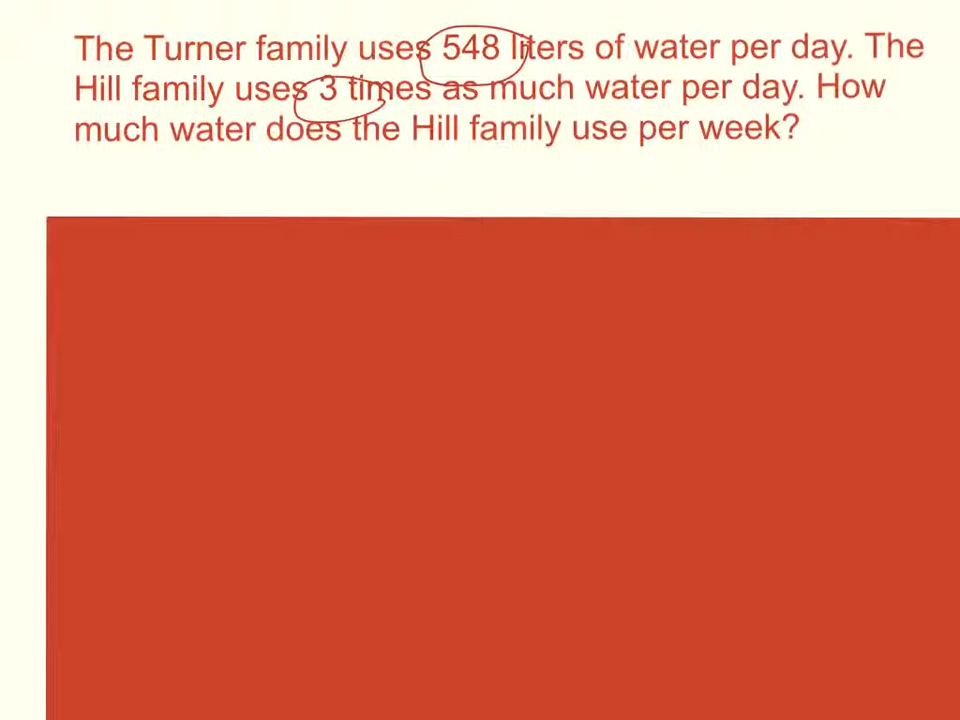 The Turner family uses 548 liters of water per day. The
Hill family uses 3 times as much water per day. How
much water does the Hill family use per week?